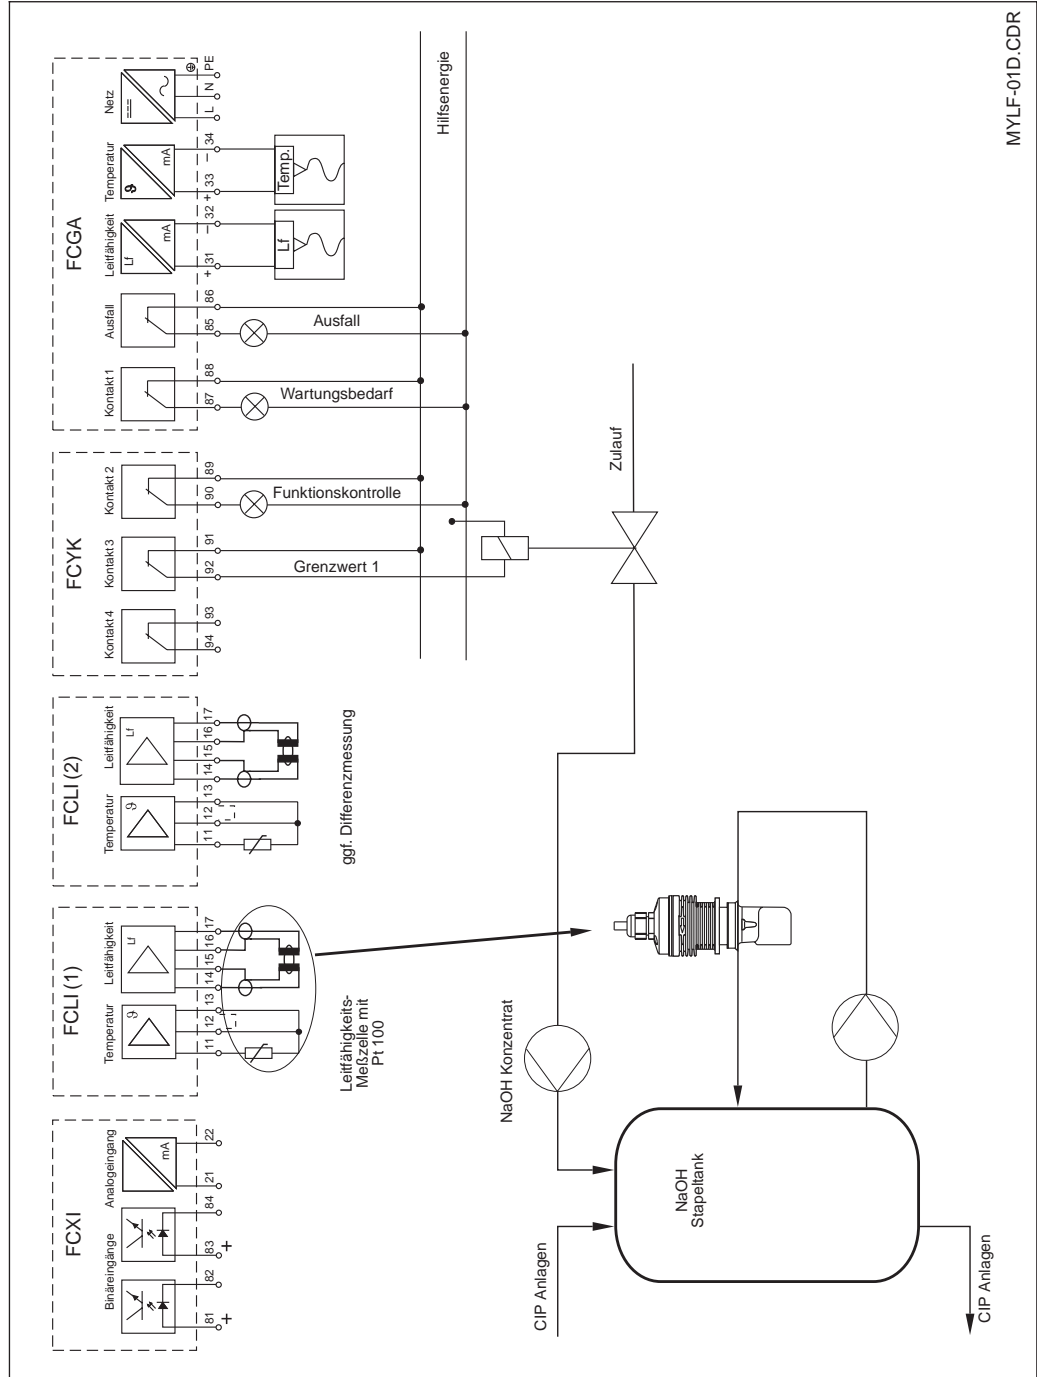 MYLF-01D.CDR
FCXI
Binäreingänge
Analogeingang
mA
81
82
83
84
21
22
+
+
FCLI (1)
Temperatur
Leitfähigkeit
ϑ
Lf
11
12
13
14
15
16
17
Leitfähigkeits-
Meßzelle mit
Pt 100
FCLI (2)
Temperatur
Leitfähigkeit
ϑ
Lf
11
12
13
14
15
16
17
ggf. Differenzmessung
FCYK
Kontakt 4
Kontakt 3
Kontakt 2
94
93
92
91
90
89
Grenzwert 1
Funktionskontrolle
FCGA
Kontakt 1
Ausfall
Leitfähigkeit
Temperatur
Netz
Lf
mA
ϑ
mA
87
88
85
86
+ 31
– 32
+ 33
– 34
L
N
PE
Wartungsbedarf
Ausfall
Lf
Temp.
Hilfsenergie
Zulauf
NaOH Konzentrat
CIP Anlagen
NaOH
Stapeltank
CIP Anlagen